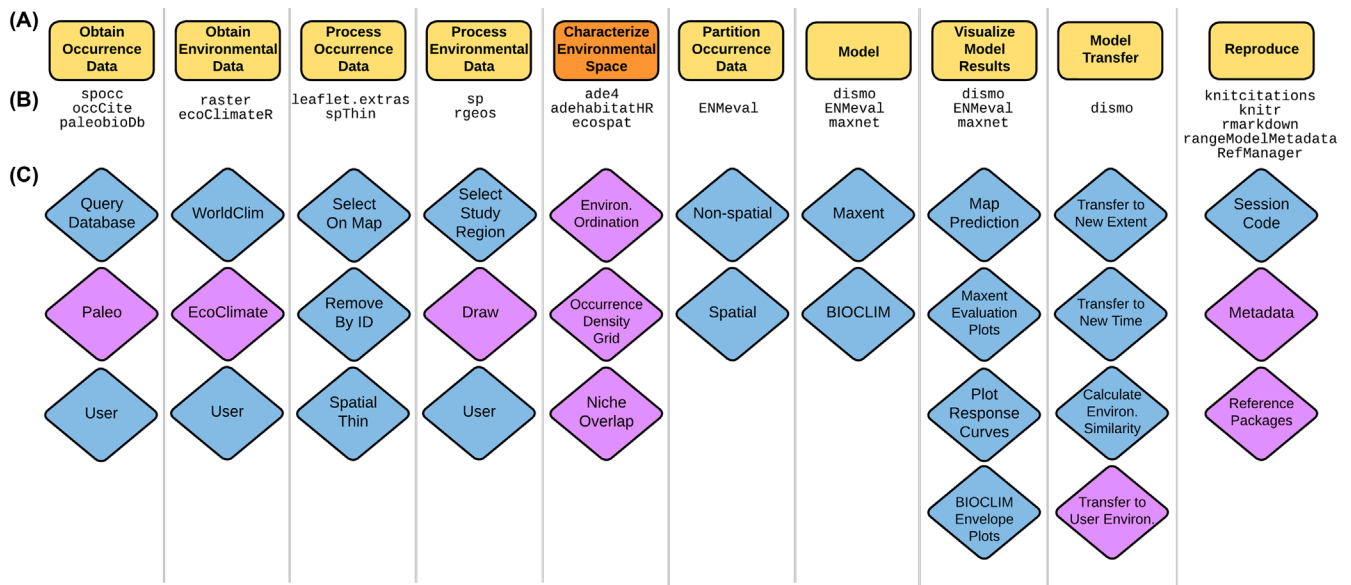 (A)
Obtain
Occurrence
Data
Obtain
Environmental
Data
Process
Occurrence
Data
Process
Environmental
Data
Characterize
Environmental
Space
Partition
Occurrence
Data
Model
Visualize
Model
Results
Model
Transfer
Reproduce
(B)
spocc
occCite
paleobioDb
raster
ecoClimateR
leaflet.extras
spThin
sp
rgeos
ade4
adehabitatHR
ecospat
ENMeval
dismo
ENMeval
maxnet
dismo
ENMeval
maxnet
dismo
knitcitations
knitr
rmarkdown
rangeModelMetadata
RefManager
(C)
Query
Database
WorldClim
Select
On Map
Select
Study
Region
Environ.
Ordination
Non-spatial
Maxent
Map
Prediction
Transfer to
New Extent
Session
Code
Paleo
EcoClimate
Remove
By ID
Draw
Occurrence
Density
Grid
Spatial
BIOCLIM
Maxent
Evaluation
Plots
Transfer to
New Time
Metadata
User
User
Spatial
Thin
User
Niche
Overlap
Plot
Response
Curves
Calculate
Environ.
Similarity
Reference
Packages
BIOCLIM
Envelope
Plots
Transfer to
User Environ.